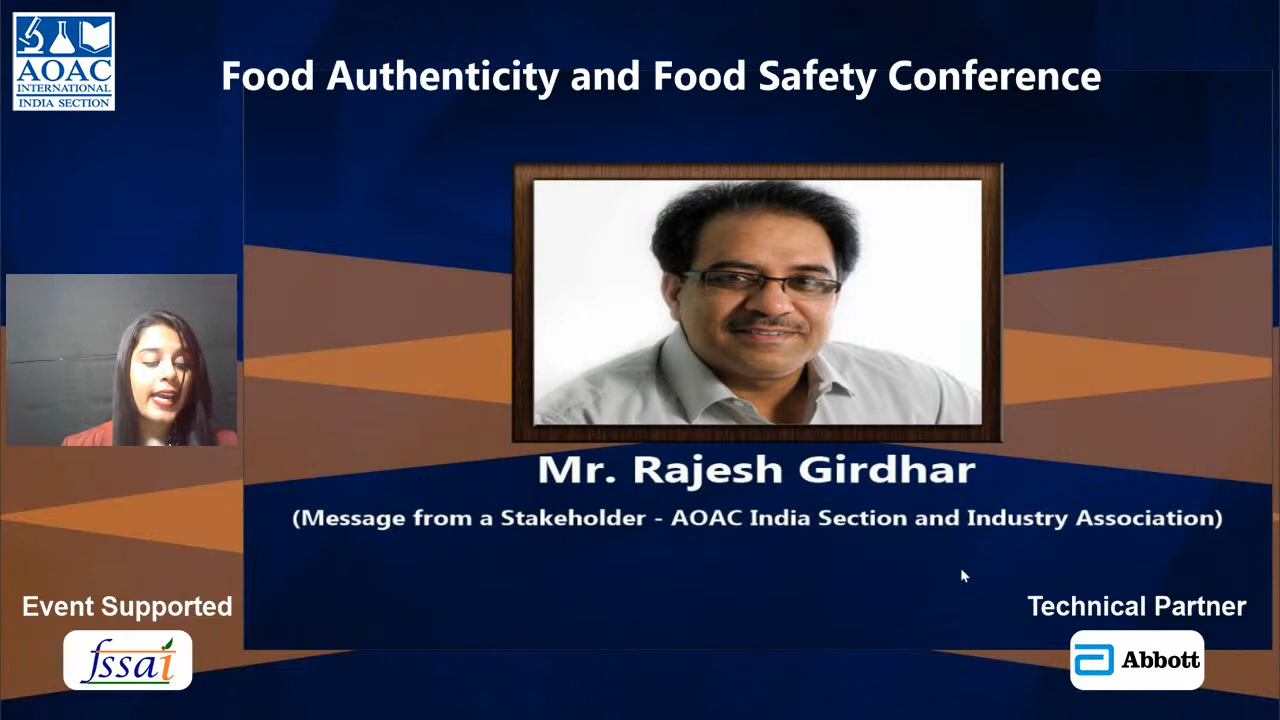 AOAC
INTERNATIONAL
INDIA SECTION
Food Authenticity and Food Safety Conference
Mr. Rajesh Girdhar
(Message from a Stakeholder - AOAC India Section and Industry Association)
Event Supported
fssai
Technical Partner
Abbott